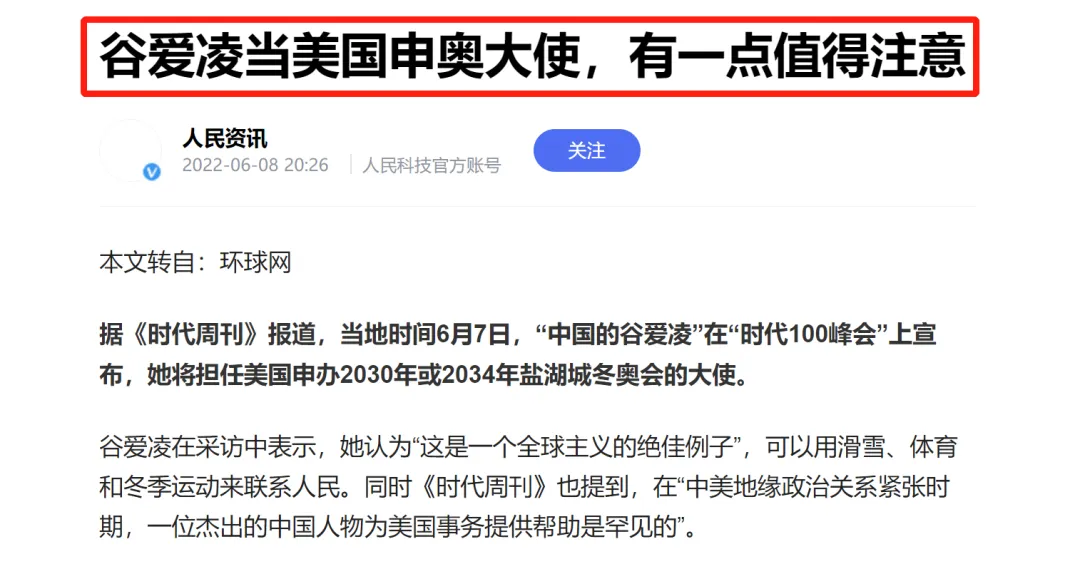 谷爱凌当美国申奥大使，有一点值得注意
人民资讯
2022-06-08 20:26 | 人民科技官方账号
关注
本文转自：环球网
据《时代周刊》报道，当地时间6月7日，“中国的谷爱凌”在“时代100峰会”上宣
布，她将担任美国申办2030年或2034年盐湖城冬奥会的大使。
谷爱凌在采访中表示，她认为“这是一个全球主义的绝佳例子”，可以用滑雪、体育
和冬季运动来联系人民。同时《时代周刊》也提到，在“中美地缘政治关系紧张时
期，一位杰出的中国人物为美国事务提供帮助是罕见的”。